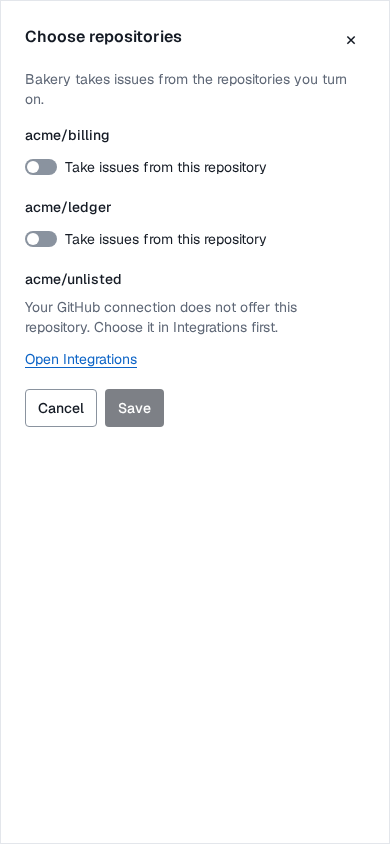 Choose repositories
Bakery takes issues from the repositories you turn
on.
acme/billing
Take issues from this repository
acme/ledger
Take issues from this repository
acme/unlisted
Your GitHub connection does not offer this
repository. Choose it in Integrations first.
Open Integrations
Cancel Save